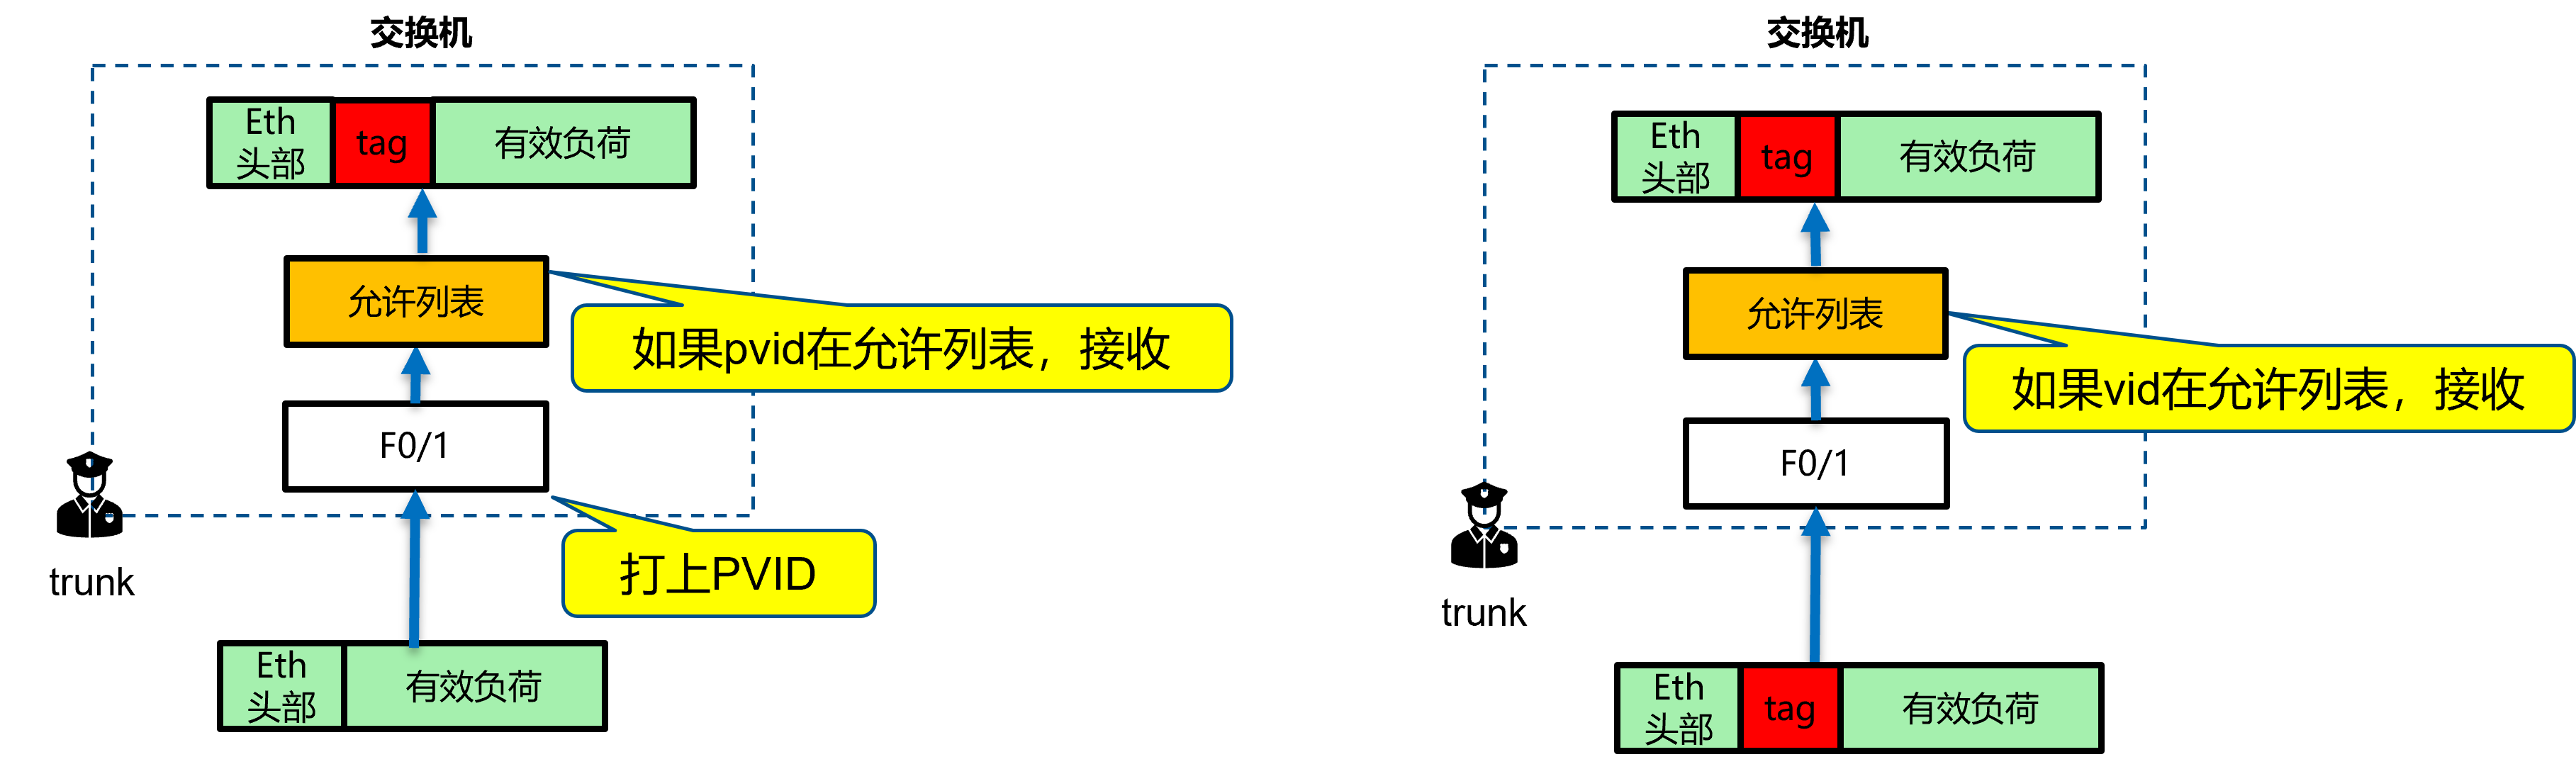 交换机
Eth
头部
tag
有效负荷
允许列表
如果pvid在允许列表，接收
F0/1
trunk
打上PVID
Eth
头部
有效负荷
交换机
Eth
头部
tag
有效负荷
允许列表
如果vid在允许列表，接收
F0/1
trunk
Eth
头部
tag
有效负荷